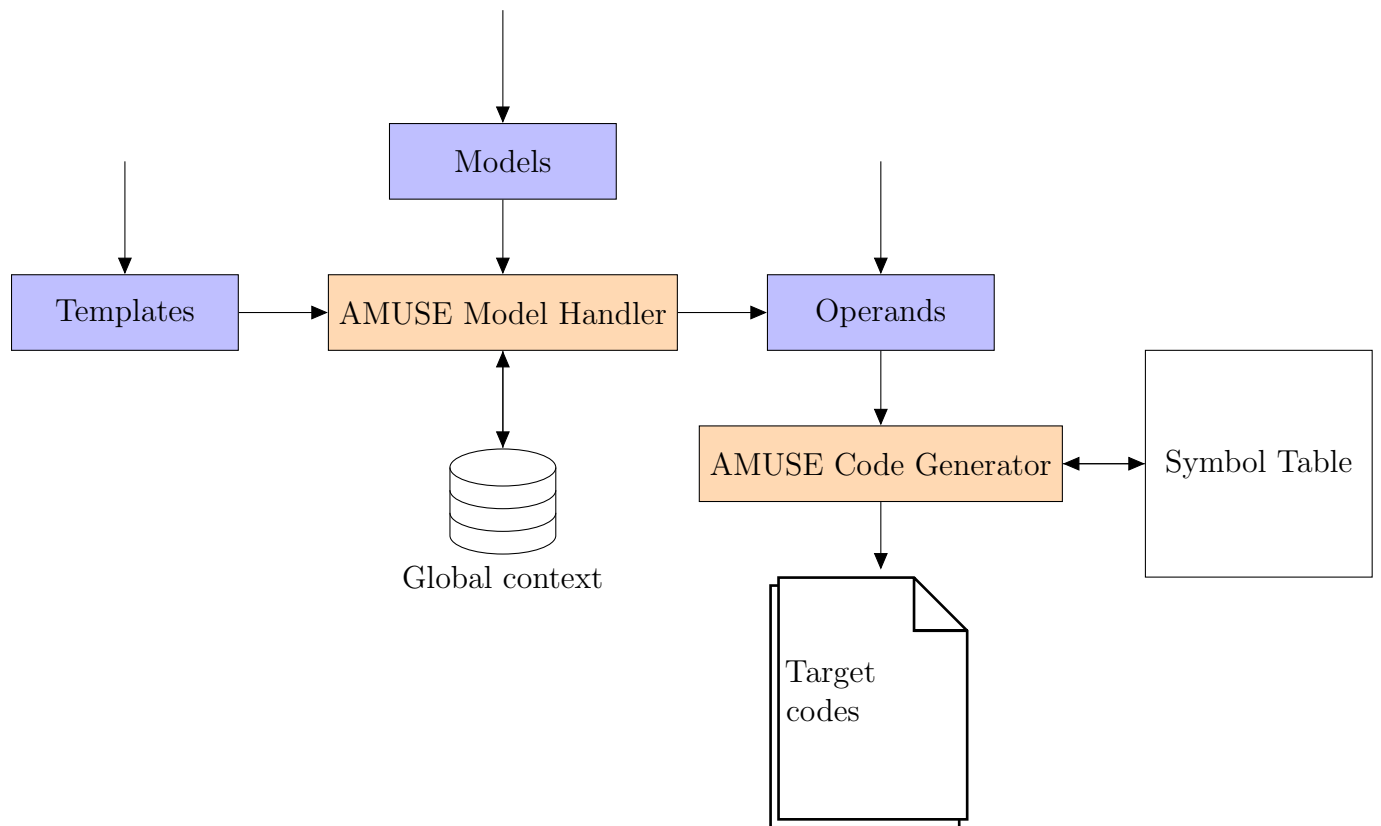 Models
Templates
AMUSE Model Handler
Operands
AMUSE Code Generator
Symbol Table
Global context
Target
codes